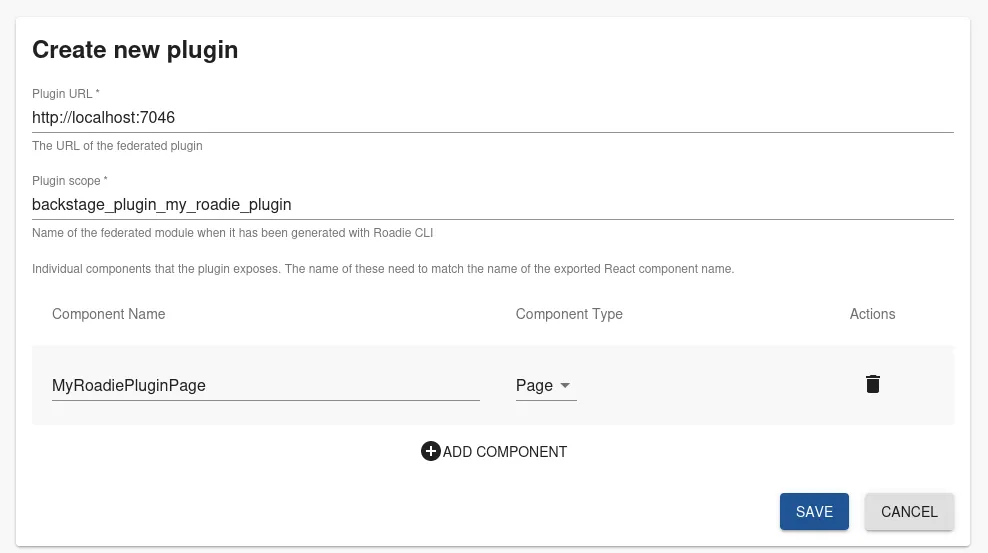 Create new plugin
Plugin URL *
http://localhost:7046
The URL of the federated plugin
Plugin scope *
backstage_plugin_my_roadie_plugin
Name of the federated module when it has been generated with Roadie CLI
Individual components that the plugin exposes. The name of these need to match the name of the exported React component name.
Component Name Component Type Actions
MyRoadiePluginPage Page
ADD COMPONENT
SAVE CANCEL